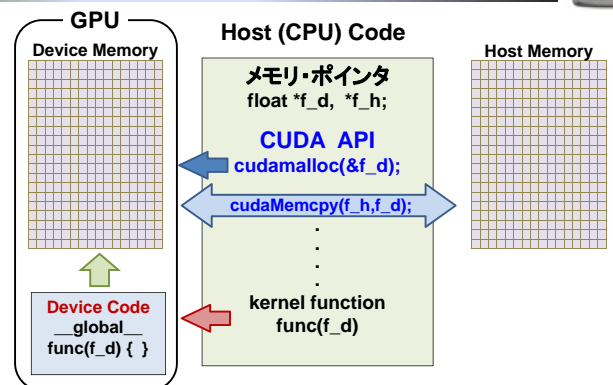 GPU
Device Memory
Host (CPU) Code
Host Memory
メモリ・ポインタ
float *f_d, *f_h;
CUDA API
cudamalloc(&f_d);
cudaMemcpy(f_h,f_d);
.
.
.
.
kernel function
func(f_d)
Device Code
__global__
func(f_d) { }